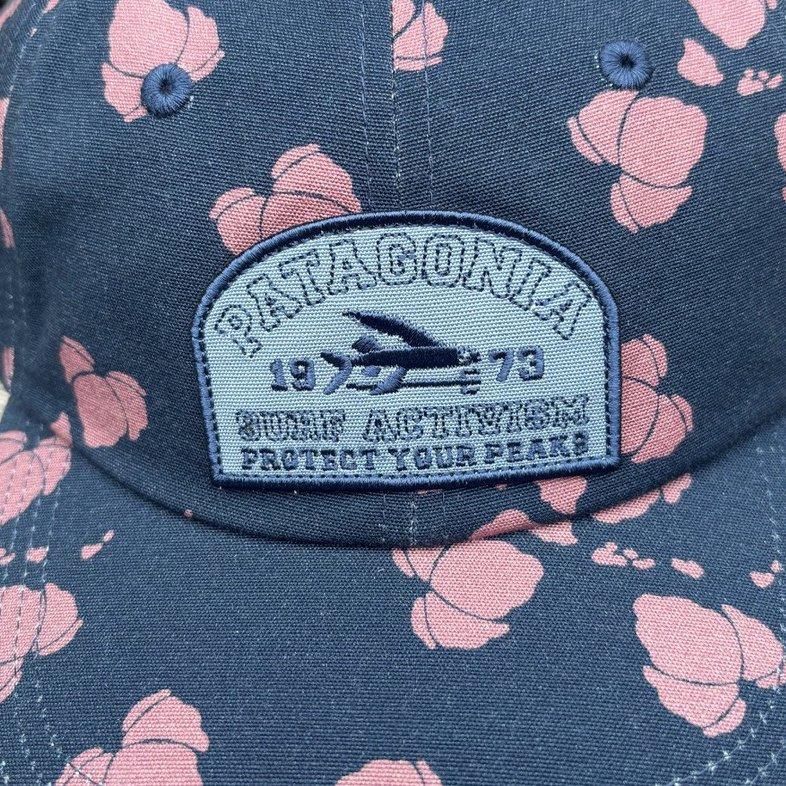 PATAGONIA
19 73
SURF ACTIVISM
PROTECT YOUR PEAKS